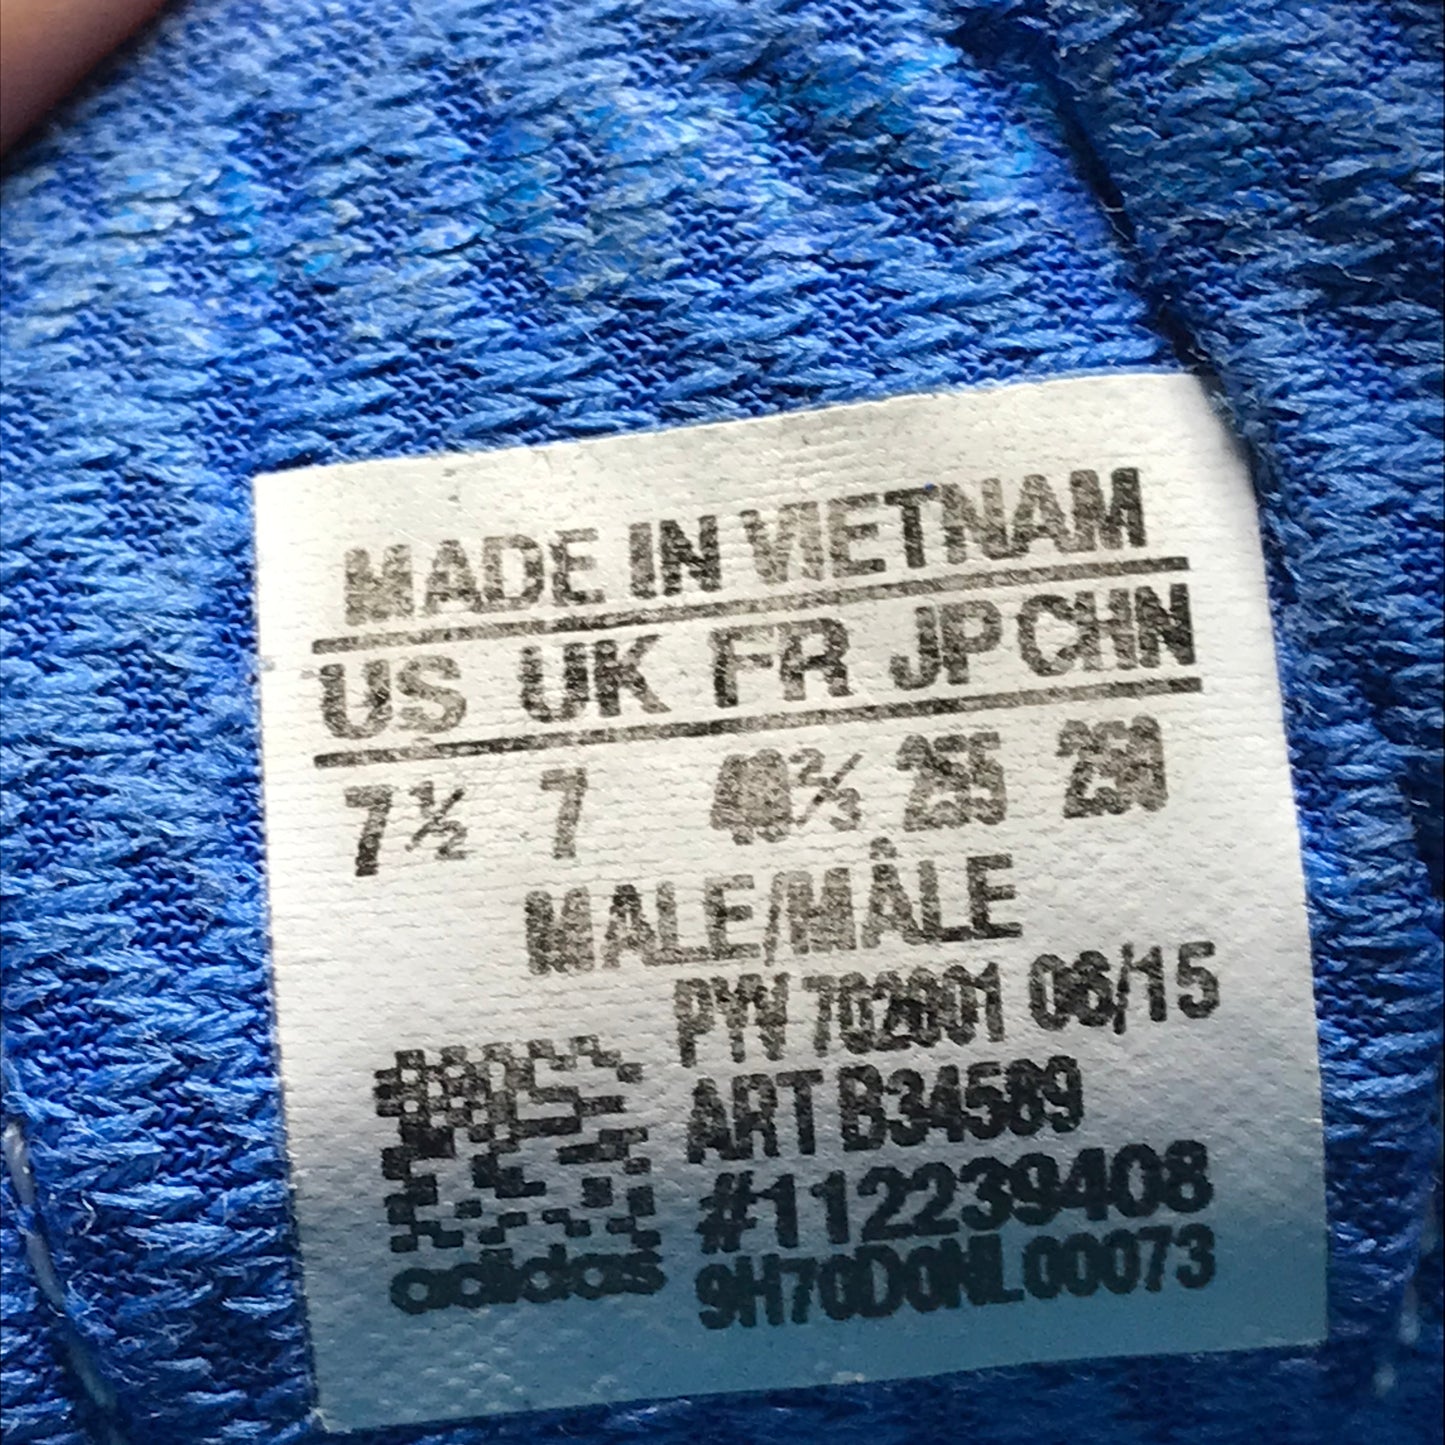 MADE IN VIETNAM
US UK FR JP CHN
7½ 7 40⅔ 255 250
MALE/MÂLE
PYV 702001 06/15
ART B34589
#112239408
9H70D0NL00073
adidas